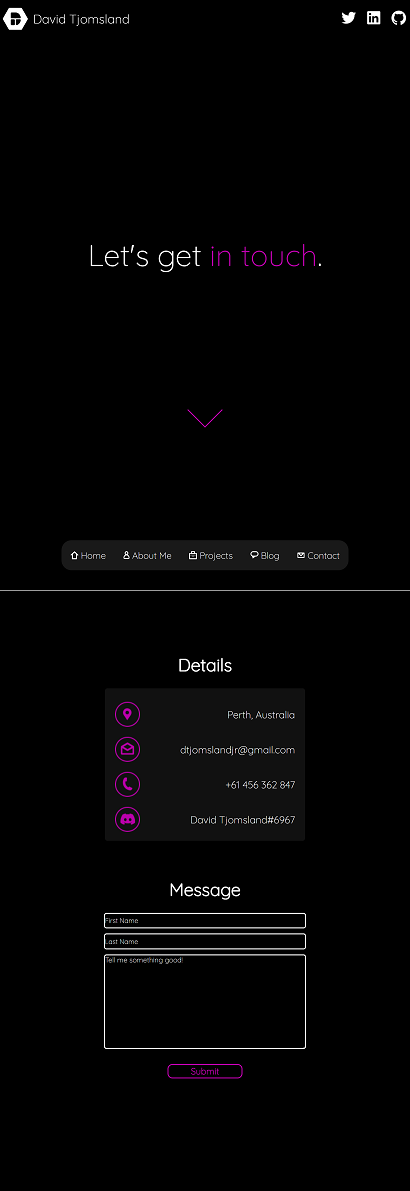 David Tjomsland
Let's get in touch.
Home About Me Projects Blog Contact
Details
Perth, Australia
dtjomslandjr@gmail.com
+61 456 362 847
David Tjomsland#6967
Message
First Name
Last Name
Tell me something good!
Submit